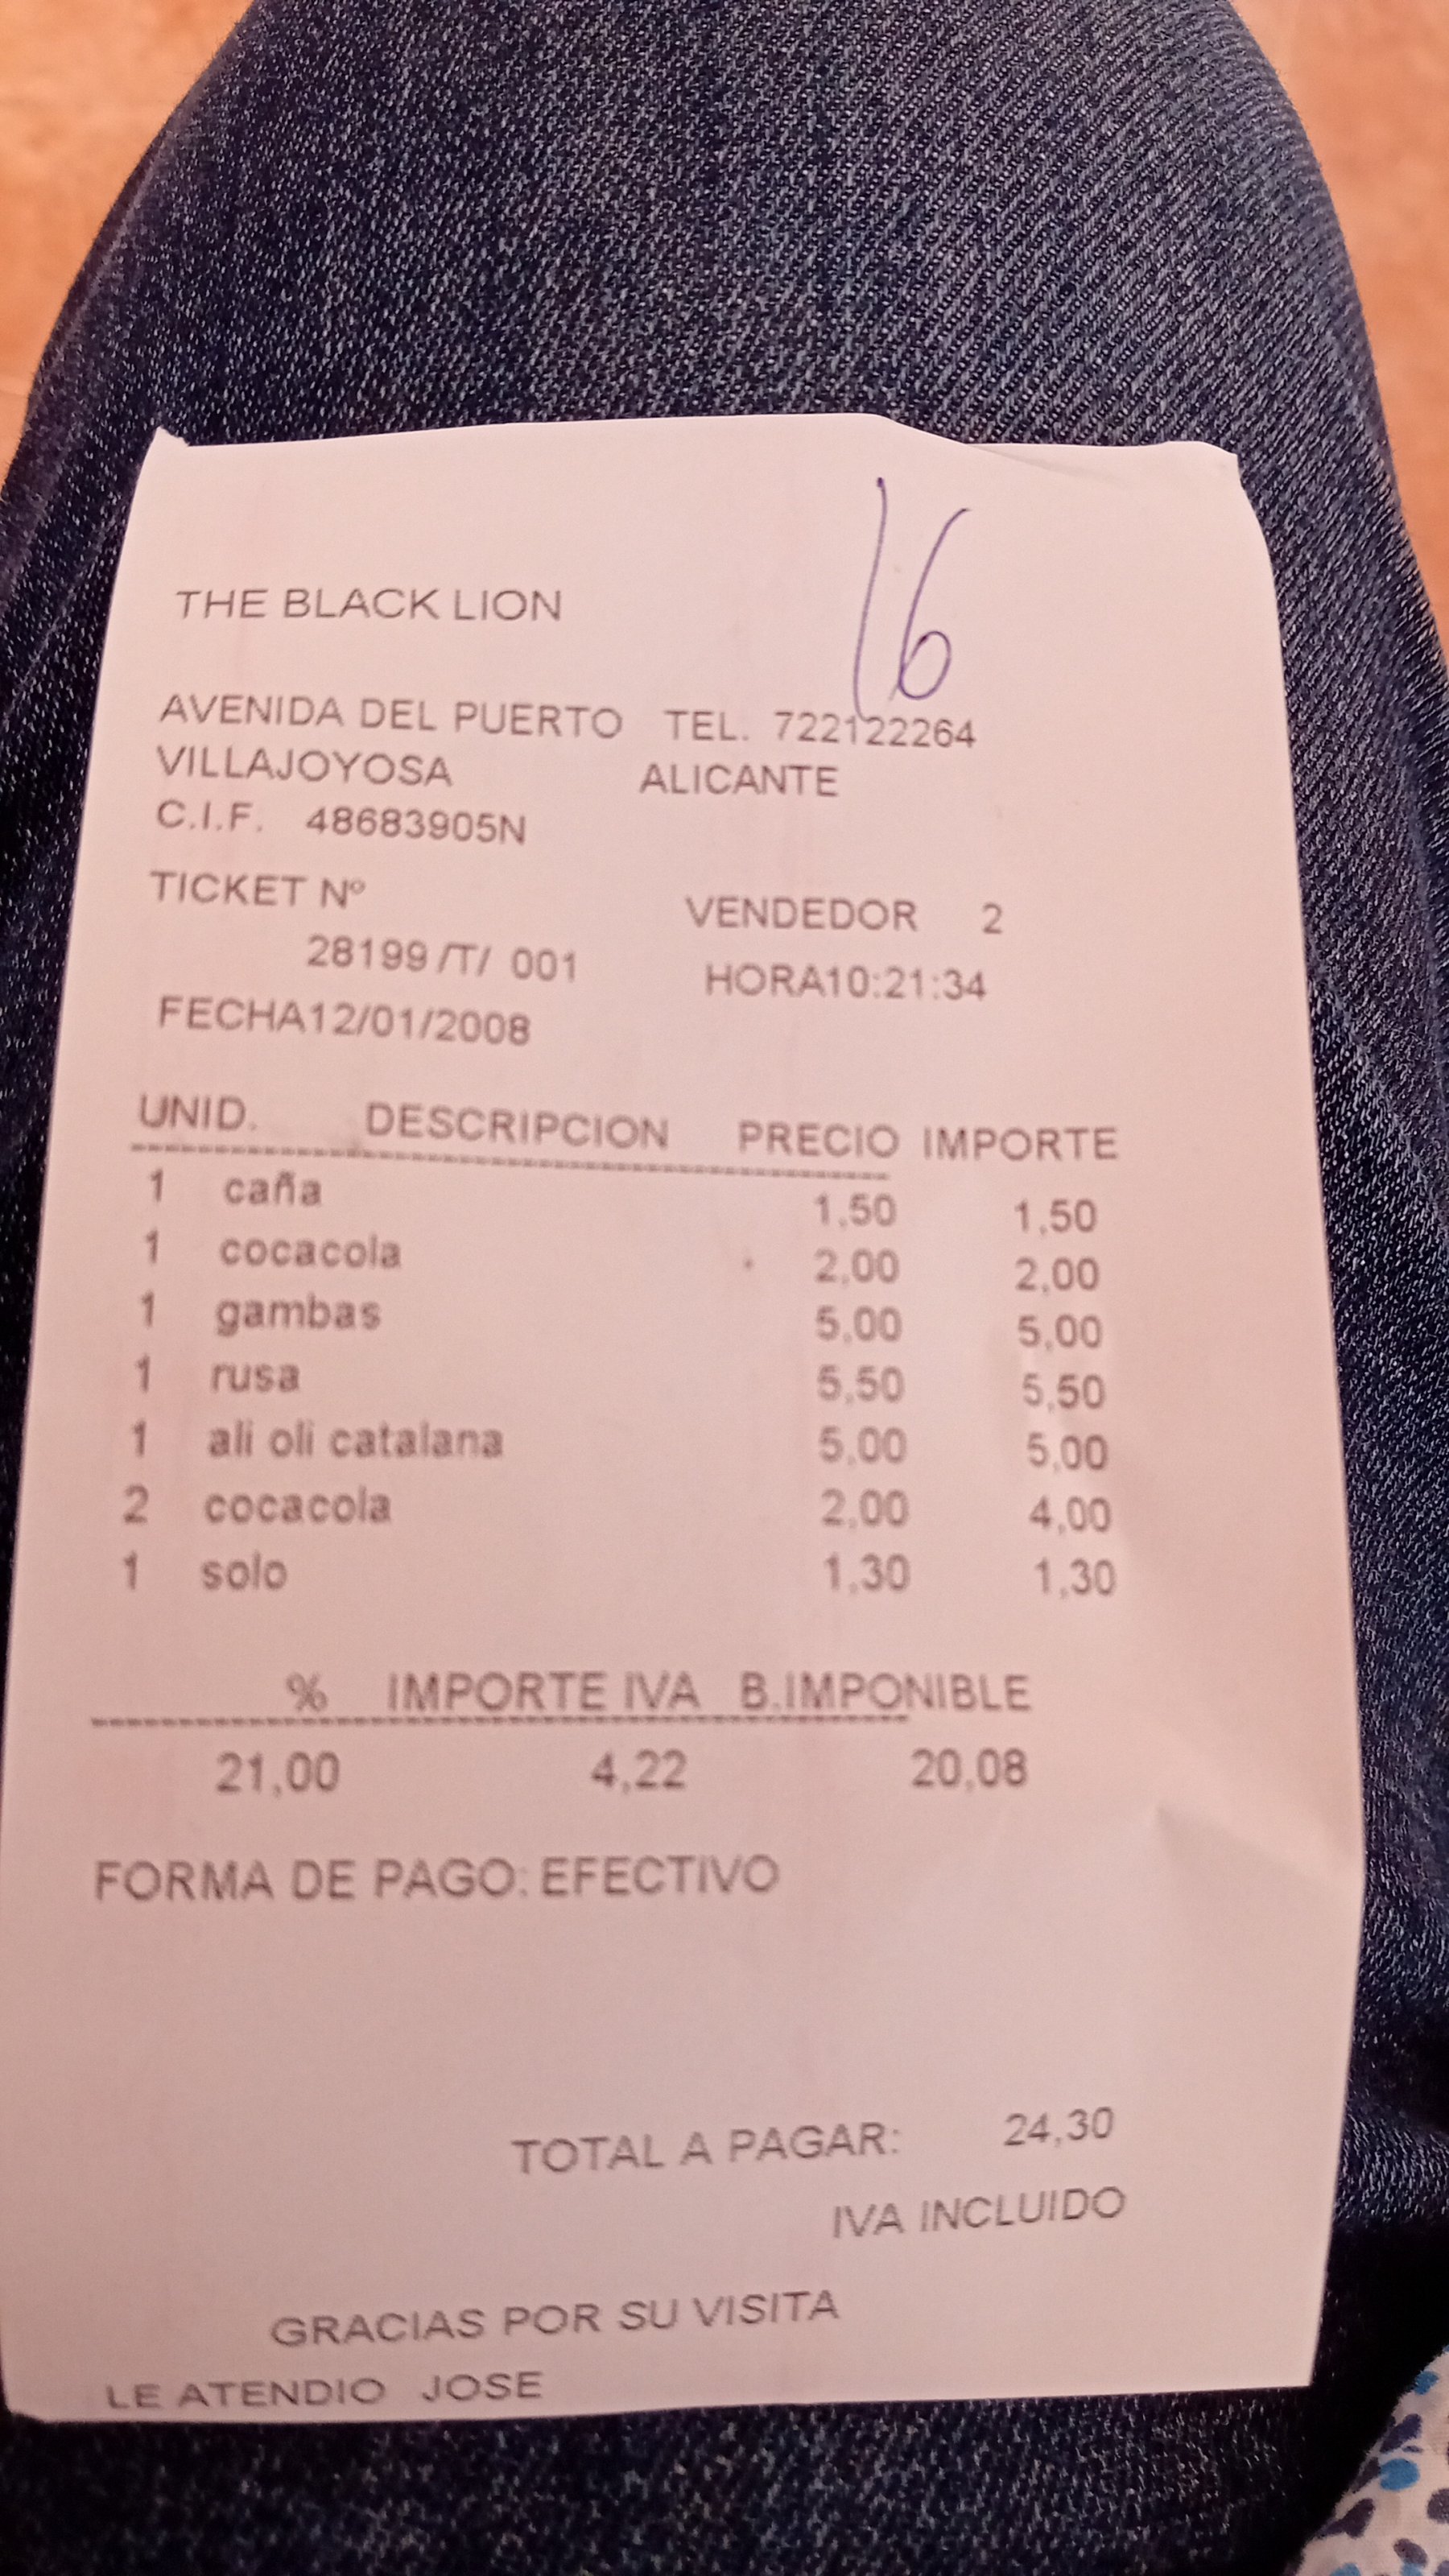 16
THE BLACK LION
AVENIDA DEL PUERTO TEL. 722122264
VILLAJOYOSA ALICANTE
C.I.F. 48683905N
TICKET Nº VENDEDOR 2
28199 /T/ 001 HORA10:21:34
FECHA12/01/2008
UNID. DESCRIPCION PRECIO IMPORTE
1 caña 1,50 1,50
1 cocacola 2,00 2,00
1 gambas 5,00 5,00
1 rusa 5,50 5,50
1 ali oli catalana 5,00 5,00
2 cocacola 2,00 4,00
1 solo 1,30 1,30
% IMPORTE IVA B.IMPONIBLE
21,00 4,22 20,08
FORMA DE PAGO: EFECTIVO
TOTAL A PAGAR: 24,30
IVA INCLUIDO
GRACIAS POR SU VISITA
LE ATENDIO JOSE